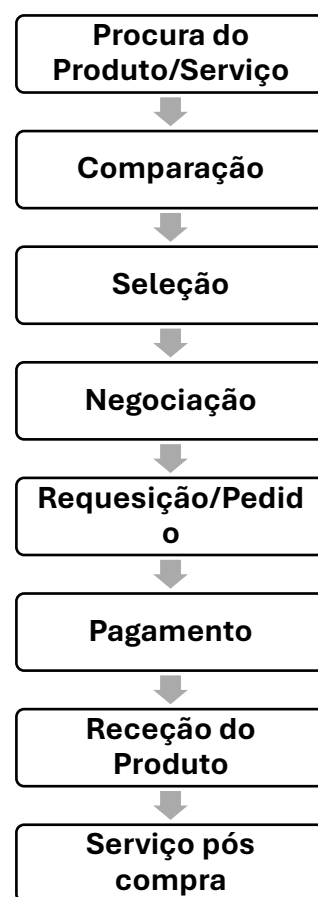 Procura do
Produto/Serviço
Comparação
Seleção
Negociação
Requesição/Pedid
o
Pagamento
Receção do
Produto
Serviço pós
compra